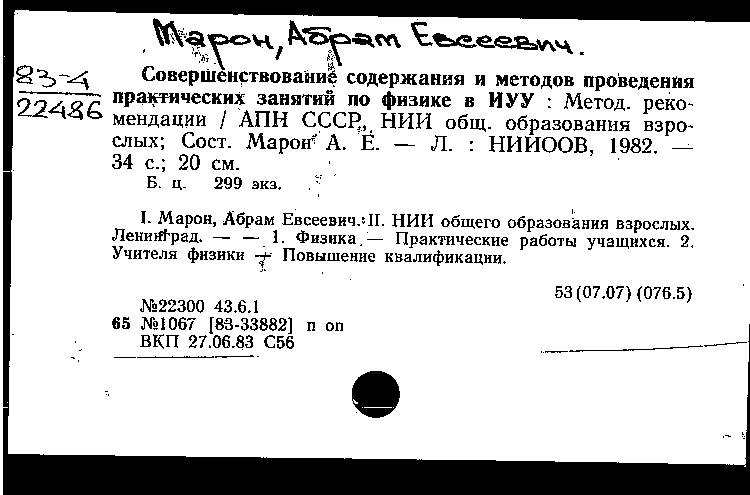 Марон, Абрам Евсеевич.
83-4
22486
Совершенствование содержания и методов проведения
практических занятий по физике в ИУУ : Метод. реко-
мендации / АПН СССР, НИИ общ. образования взро-
слых; Сост. Марон А. Е. — Л. : НИИООВ, 1982. —
34 с.; 20 см.
Б. ц. 299 экз.
I. Марон, Абрам Евсеевич. II. НИИ общего образования взрослых.
Ленинград. — — 1. Физика — Практические работы учащихся. 2.
Учителя физики — Повышение квалификации.
53(07.07) (076.5)
№22300 43.6.1
65 №1067 [83-33882] п оп
ВКП 27.06.83 С56